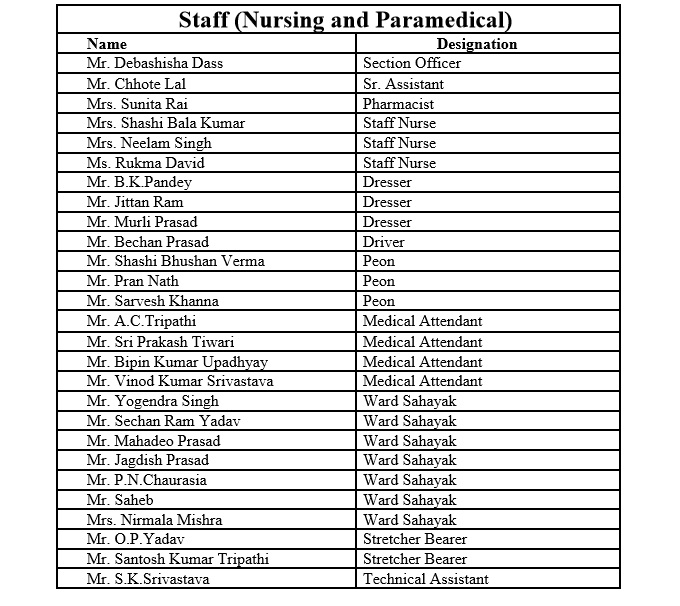 Staff (Nursing and Paramedical)
Name Designation
Mr. Debashisha Dass Section Officer
Mr. Chhote Lal Sr. Assistant
Mrs. Sunita Rai Pharmacist
Mrs. Shashi Bala Kumar Staff Nurse
Mrs. Neelam Singh Staff Nurse
Ms. Rukma David Staff Nurse
Mr. B.K.Pandey Dresser
Mr. Jittan Ram Dresser
Mr. Murli Prasad Dresser
Mr. Bechan Prasad Driver
Mr. Shashi Bhushan Verma Peon
Mr. Pran Nath Peon
Mr. Sarvesh Khanna Peon
Mr. A.C.Tripathi Medical Attendant
Mr. Sri Prakash Tiwari Medical Attendant
Mr. Bipin Kumar Upadhyay Medical Attendant
Mr. Vinod Kumar Srivastava Medical Attendant
Mr. Yogendra Singh Ward Sahayak
Mr. Sechan Ram Yadav Ward Sahayak
Mr. Mahadeo Prasad Ward Sahayak
Mr. Jagdish Prasad Ward Sahayak
Mr. P.N.Chaurasia Ward Sahayak
Mr. Saheb Ward Sahayak
Mrs. Nirmala Mishra Ward Sahayak
Mr. O.P.Yadav Stretcher Bearer
Mr. Santosh Kumar Tripathi Stretcher Bearer
Mr. S.K.Srivastava Technical Assistant